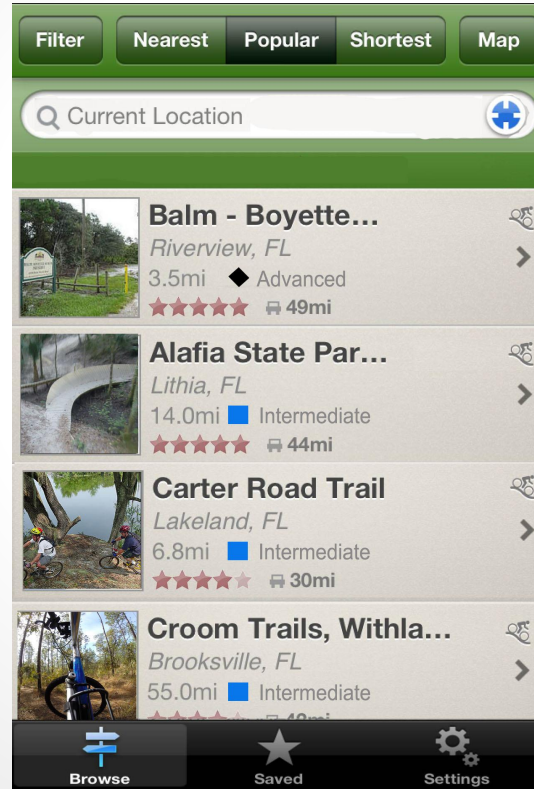 Filter Nearest Popular Shortest Map
Current Location
Balm - Boyette...
Riverview, FL
3.5mi Advanced
49mi
Alafia State Par...
Lithia, FL
14.0mi Intermediate
44mi
Carter Road Trail
Lakeland, FL
6.8mi Intermediate
30mi
Croom Trails, Withla...
Brooksville, FL
55.0mi Intermediate
Browse Saved Settings